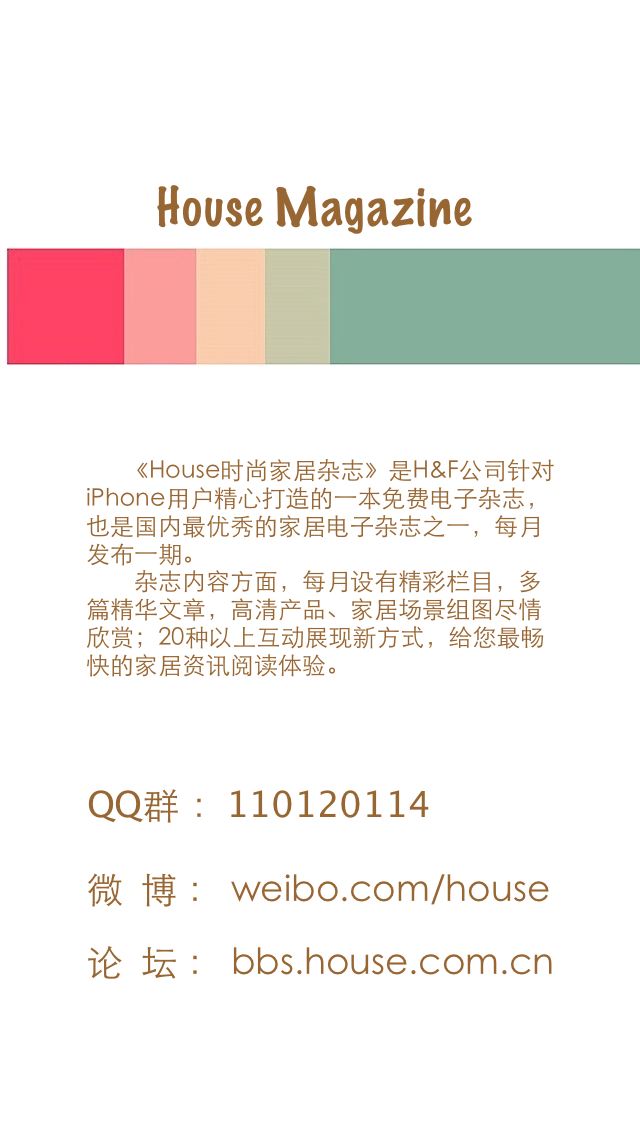 House Magazine
《House时尚家居杂志》是H&F公司针对
iPhone用户精心打造的一本免费电子杂志，
也是国内最优秀的家居电子杂志之一，每月
发布一期。
杂志内容方面，每月设有精彩栏目，多
篇精华文章，高清产品、家居场景组图尽情
欣赏；20种以上互动展现新方式，给您最畅
快的家居资讯阅读体验。
QQ群：110120114
微 博： weibo.com/house
论 坛： bbs.house.com.cn